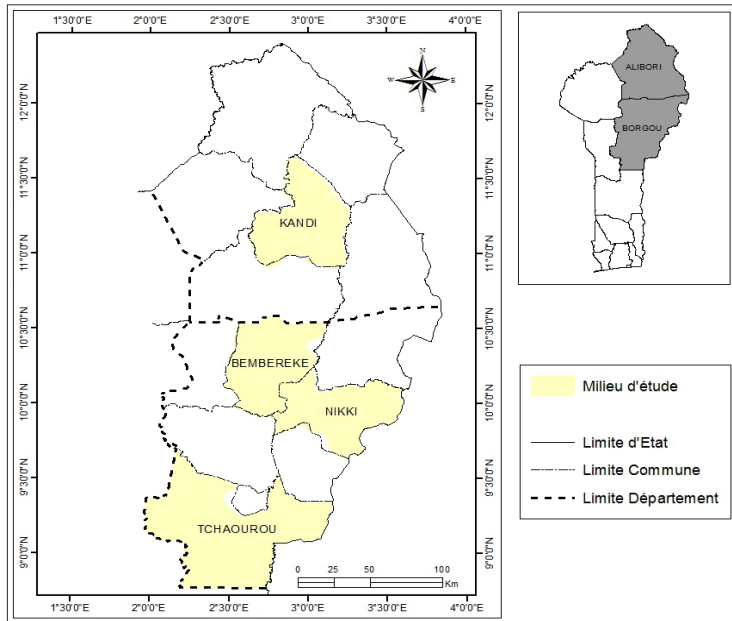 1°30'0"E 2°0'0"E 2°30'0"E 3°0'0"E 3°30'0"E 4°0'0"E
12°0'0"N
11°30'0"N
11°0'0"N
10°30'0"N
10°0'0"N
9°30'0"N
9°0'0"N
N
W E
S
KANDI
BEMBEREKE
NIKKI
TCHAOUROU
0 25 50 100
Km
12°0'0"N
11°30'0"N
11°0'0"N
10°30'0"N
10°0'0"N
9°30'0"N
9°0'0"N
1°30'0"E 2°0'0"E 2°30'0"E 3°0'0"E 3°30'0"E 4°0'0"E
ALIBORI
BORGOU
Milieu d'étude
Limite d'Etat
Limite Commune
Limite Département